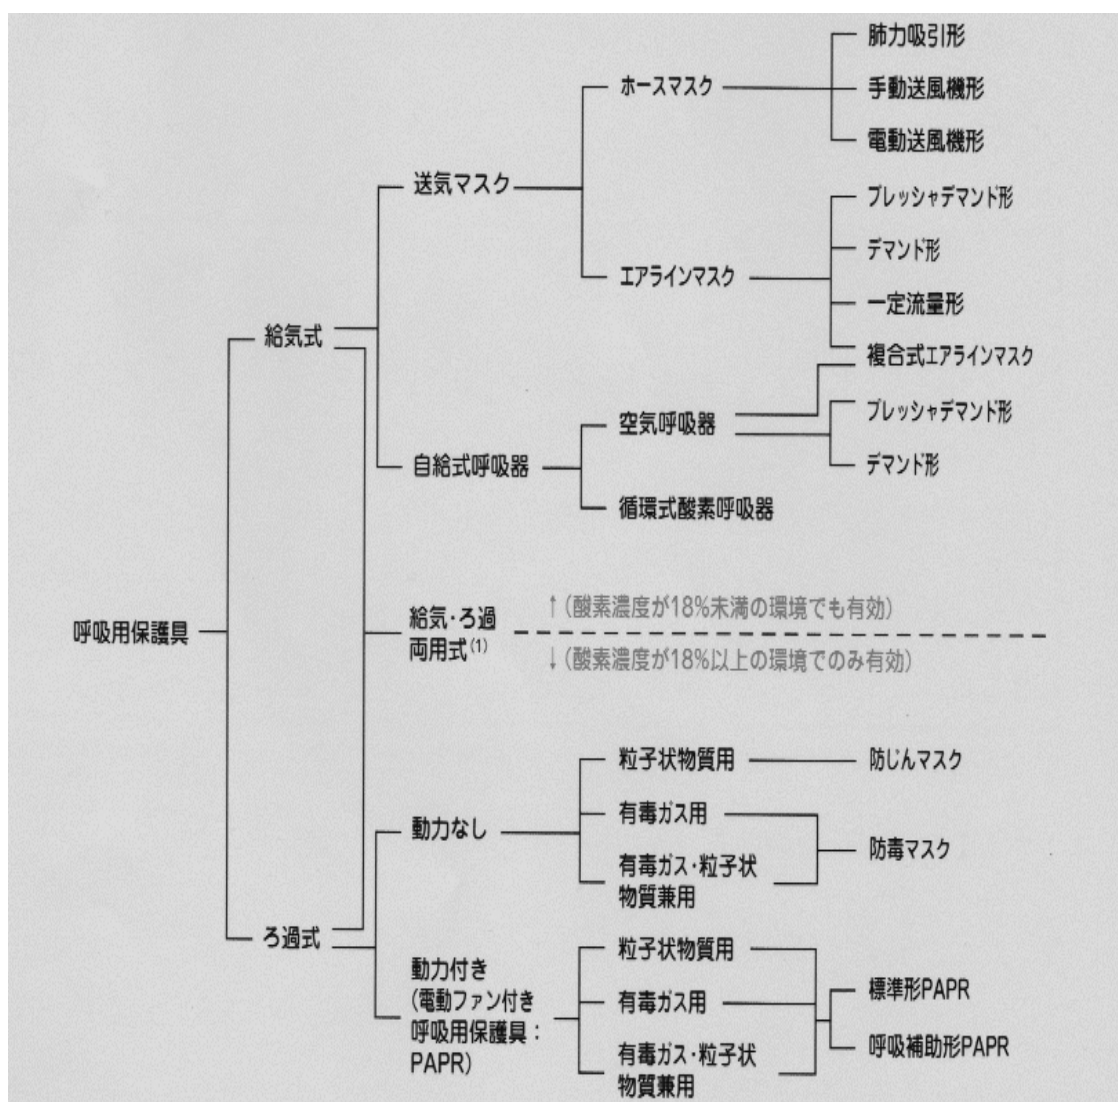 肺力吸引形
ホースマスク
手動送風機形
電動送風機形
送気マスク
プレッシャデマンド形
デマンド形
エアラインマスク
一定流量形
給気式
複合式エアラインマスク
空気呼吸器
プレッシャデマンド形
自給式呼吸器
デマンド形
循環式酸素呼吸器
↑(酸素濃度が18%未満の環境でも有効)
呼吸用保護具
給気・ろ過
両用式(1)
↓(酸素濃度が18%以上の環境でのみ有効)
粒子状物質用
防じんマスク
動力なし
有毒ガス用
防毒マスク
有毒ガス・粒子状
物質兼用
ろ過式
動力付き
(電動ファン付き
呼吸用保護具：
PAPR)
粒子状物質用
有毒ガス用
有毒ガス・粒子状
物質兼用
標準形PAPR
呼吸補助形PAPR